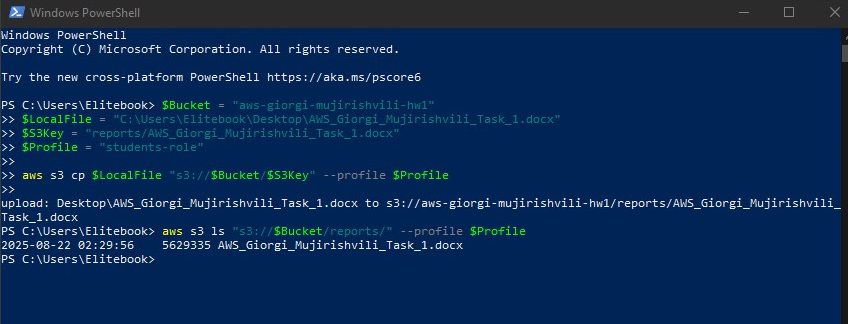 Windows PowerShell
Windows PowerShell
Copyright (C) Microsoft Corporation. All rights reserved.
Try the new cross-platform PowerShell https://aka.ms/pscore6
PS C:\Users\Elitebook> $Bucket = "aws-giorgi-mujirishvili-hw1"
>> $LocalFile = "C:\Users\Elitebook\Desktop\AWS_Giorgi_Mujirishvili_Task_1.docx"
>> $S3Key = "reports/AWS_Giorgi_Mujirishvili_Task_1.docx"
>> $Profile = "students-role"
>>
>> aws s3 cp $LocalFile "s3://$Bucket/$S3Key" --profile $Profile
>>
upload: Desktop\AWS_Giorgi_Mujirishvili_Task_1.docx to s3://aws-giorgi-mujirishvili-hw1/reports/AWS_Giorgi_Mujirishvili_
Task_1.docx
PS C:\Users\Elitebook> aws s3 ls "s3://$Bucket/reports/" --profile $Profile
2025-08-22 02:29:56    5629335 AWS_Giorgi_Mujirishvili_Task_1.docx
PS C:\Users\Elitebook>